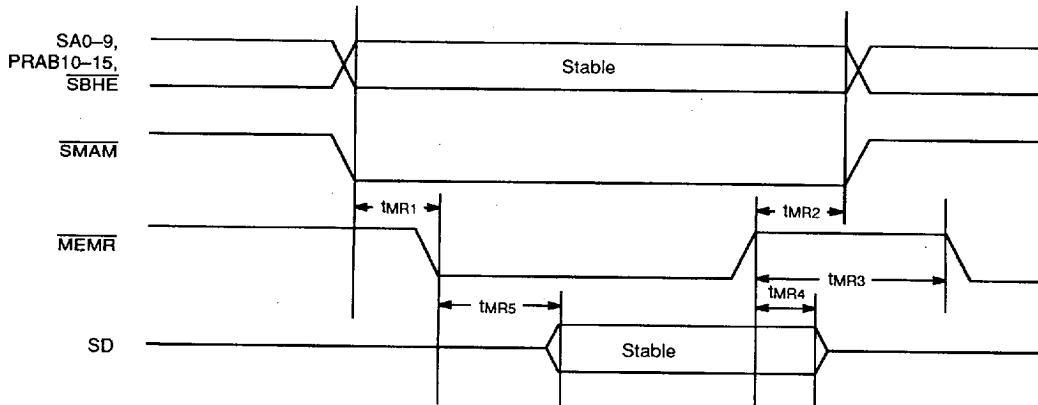 SA0–9,
PRAB10–15,
SBHE
Stable
SMAM
tMR1
tMR2
MEMR
tMR3
tMR5
tMR4
SD
Stable